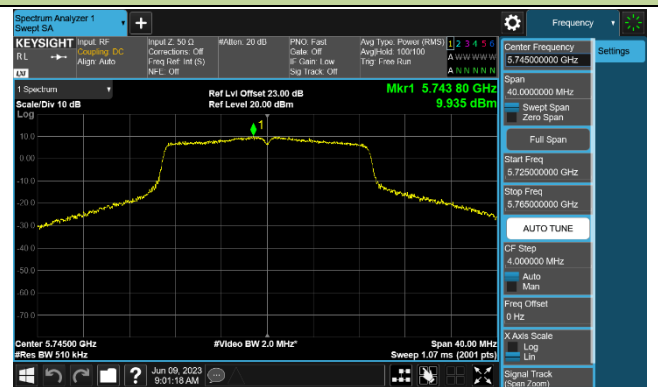 Spectrum Analyzer 1
Swept SA
Frequency
KEYSIGHT
RL
LXI
Input: RF
Coupling: DC
Align: Auto
Input Z: 50 Ω
Corrections: Off
Freq Ref: Int (S)
NFE: Off
#Atten: 20 dB
PNO: Fast
Gate: Off
IF Gain: Low
Sig Track: Off
Avg Type: Power (RMS)
Avg|Hold: 100/100
Trig: Free Run
1 2 3 4 5 6
A W W W W W
A N N N N N
1 Spectrum
Scale/Div 10 dB
Log
Ref Lvl Offset 23.00 dB
Ref Level 20.00 dBm
Mkr1 5.743 80 GHz
9.935 dBm
1
10.0
0.00
-10.0
-20.0
-30.0
-40.0
-50.0
-60.0
-70.0
Center 5.74500 GHz
#Res BW 510 kHz
#Video BW 2.0 MHz*
Span 40.00 MHz
Sweep 1.07 ms (2001 pts)
Center Frequency
5.745000000 GHz
Settings
Span
40.0000000 MHz
Swept Span
Zero Span
Full Span
Start Freq
5.725000000 GHz
Stop Freq
5.765000000 GHz
AUTO TUNE
CF Step
4.000000 MHz
Auto
Man
Freq Offset
0 Hz
X Axis Scale
Log
Lin
Signal Track
(Span Zoom)
?
Jun 09, 2023
9:01:18 AM